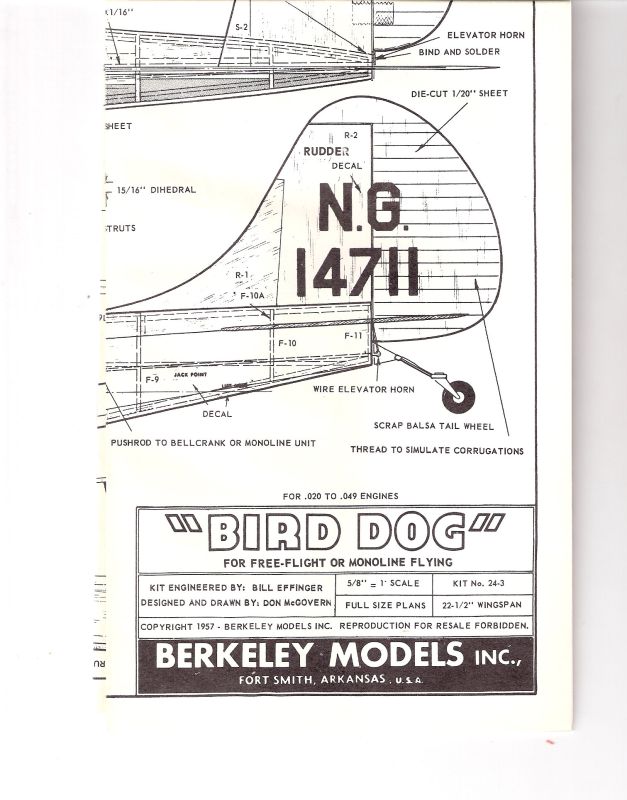 x1/16"
S-2
ELEVATOR HORN
BIND AND SOLDER
DIE-CUT 1/20" SHEET
SHEET
R-2
RUDDER
DECAL
15/16" DIHEDRAL
N.G.
STRUTS
14711
R-1
F-10A
F-10
F-11
F-9
JACK POINT
LIFT HERE
DECAL
WIRE ELEVATOR HORN
SCRAP BALSA TAIL WHEEL
PUSHROD TO BELLCRANK OR MONOLINE UNIT
THREAD TO SIMULATE CORRUGATIONS
FOR .020 TO .049 ENGINES
"BIRD DOG"
FOR FREE-FLIGHT OR MONOLINE FLYING
KIT ENGINEERED BY: BILL EFFINGER
DESIGNED AND DRAWN BY: DON McGOVERN
5/8" = 1' SCALE
KIT No. 24-3
FULL SIZE PLANS
22-1/2" WINGSPAN
COPYRIGHT 1957 - BERKELEY MODELS INC. REPRODUCTION FOR RESALE FORBIDDEN.
BERKELEY MODELS INC.,
FORT SMITH, ARKANSAS . U.S.A.